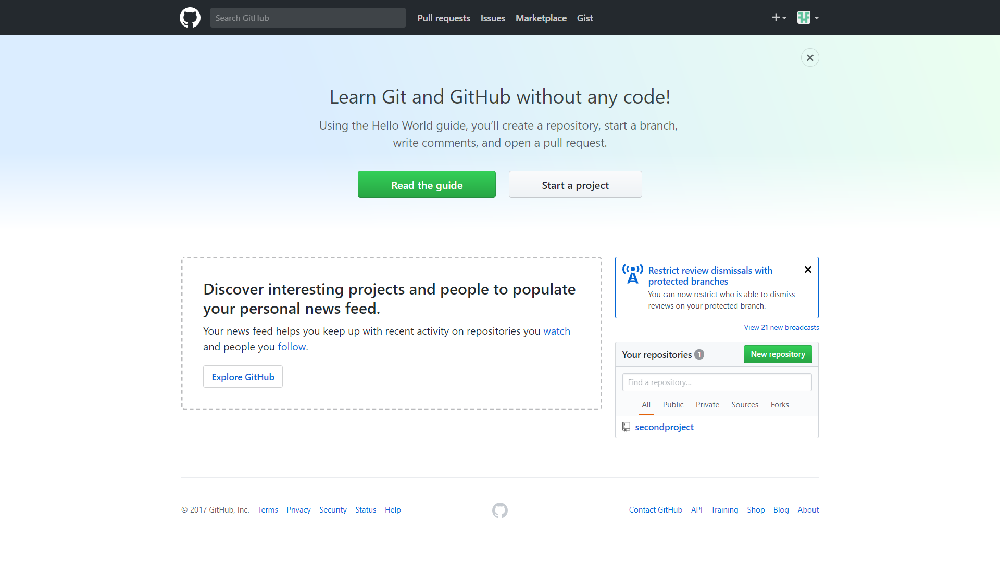 Search GitHub
Pull requests
Issues
Marketplace
Gist
Learn Git and GitHub without any code!
Using the Hello World guide, you’ll create a repository, start a branch,
write comments, and open a pull request.
Read the guide
Start a project
Discover interesting projects and people to populate
your personal news feed.
Your news feed helps you keep up with recent activity on repositories you watch
and people you follow.
Explore GitHub
Restrict review dismissals with
protected branches
You can now restrict who is able to dismiss
reviews on your protected branch.
View 21 new broadcasts
Your repositories 1
New repository
Find a repository...
All
Public
Private
Sources
Forks
secondproject
© 2017 GitHub, Inc.
Terms
Privacy
Security
Status
Help
Contact GitHub
API
Training
Shop
Blog
About